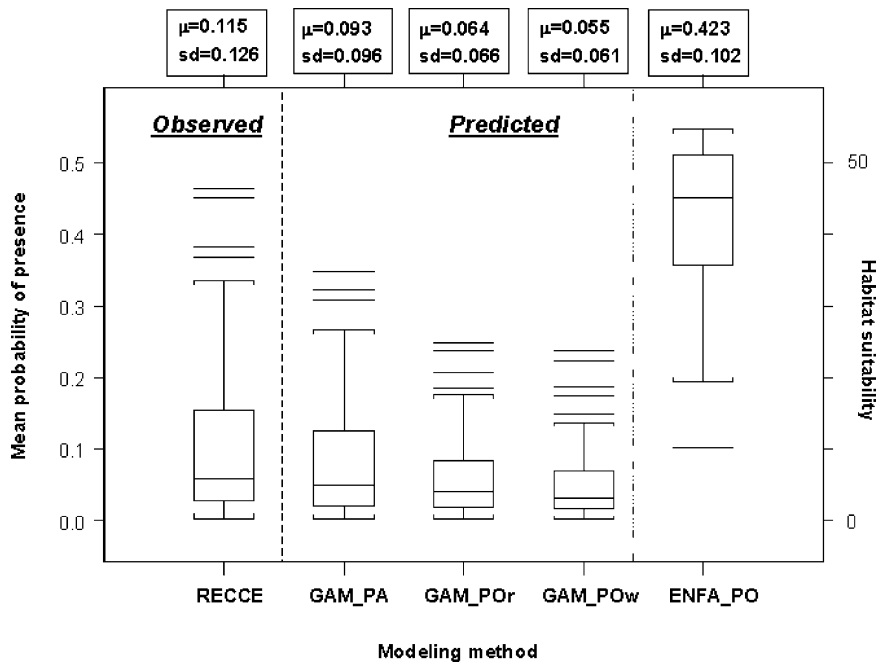 μ=0.115
sd=0.126
μ=0.093
sd=0.096
μ=0.064
sd=0.066
μ=0.055
sd=0.061
μ=0.423
sd=0.102
Observed
Predicted
Mean probability of presence
0.5
0.4
0.3
0.2
0.1
0.0
50
0
Habitat suitability
RECCE
GAM_PA
GAM_POr
GAM_POw
ENFA_PO
Modeling method